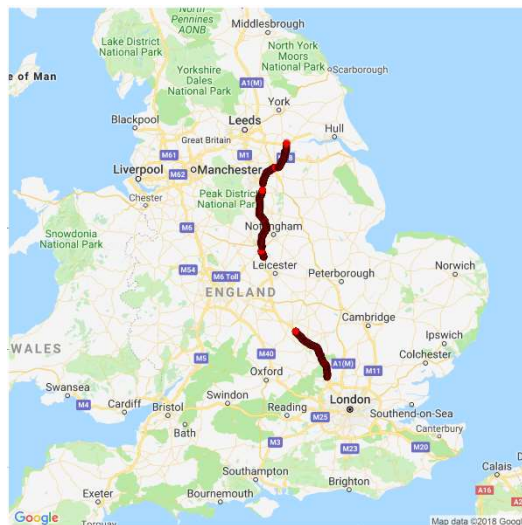 North
Pennines
AONB
Middlesbrough
Lake District
National Park
North York
Moors
National Park
Scarborough
Yorkshire
Dales
National Park
A1(M)
e of Man
York
Blackpool
Leeds
Hull
Great Britain
M61
M1
M62
Manchester
Liverpool
Chester
Peak District
National Park
Snowdonia
National Park
M6
Nottingham
M54
M6 Toll
Leicester
Norwich
Peterborough
ENGLAND
Cambridge
WALES
M40
Ipswich
M5
A1(M)
M11
Colchester
Oxford
Swansea
M4
Cardiff
Swindon
London
Southend-on-Sea
Bristol
Reading
M25
Bath
Canterbury
M3
M23
M20
Southampton
Calais
Brighton
A16
Exeter
Bournemouth
Torquay
Google
Map data ©2018 Goo